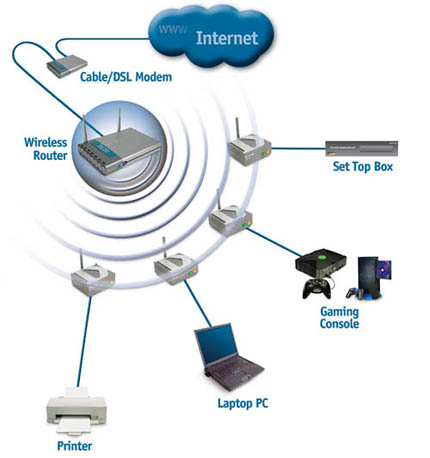 www.
Internet
Cable/DSL Modem
Wireless
Router
Set Top Box
Gaming
Console
Laptop PC
Printer